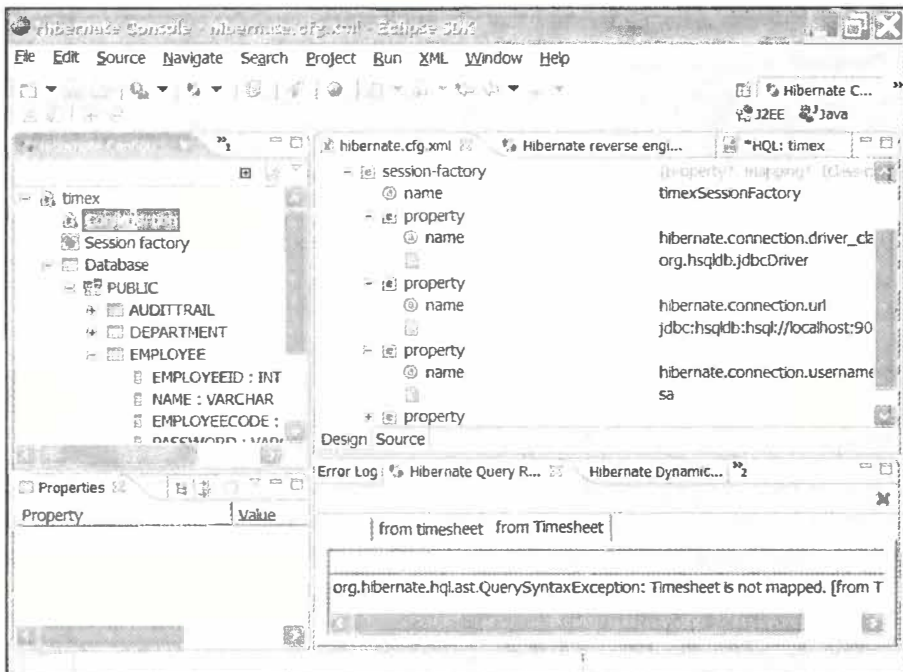 Hibernate Console - hibernate.cfg.xml - Eclipse SDK
File Edit Source Navigate Search Project Run XML Window Help
Hibernate C... »
J2EE Java
»2
hibernate.cfg.xml Hibernate reverse engi... *HQL: timex
timex
Session factory
Database
PUBLIC
AUDITTRAIL
DEPARTMENT
EMPLOYEE
EMPLOYEEID : INT
NAME : VARCHAR
EMPLOYEECODE :
PASSWORD : VAR
session-factory
name timexSessionFactory
property
name hibernate.connection.driver_cla
org.hsqldb.jdbcDriver
property
name hibernate.connection.url
jdbc:hsqldb:hsql://localhost:90
property
name hibernate.connection.username
sa
property
Design Source
Properties
Property Value
Error Log Hibernate Query R... Hibernate Dynamic... »2
from timesheet from Timesheet
org.hibernate.hql.ast.QuerySyntaxException: Timesheet is not mapped. [from T